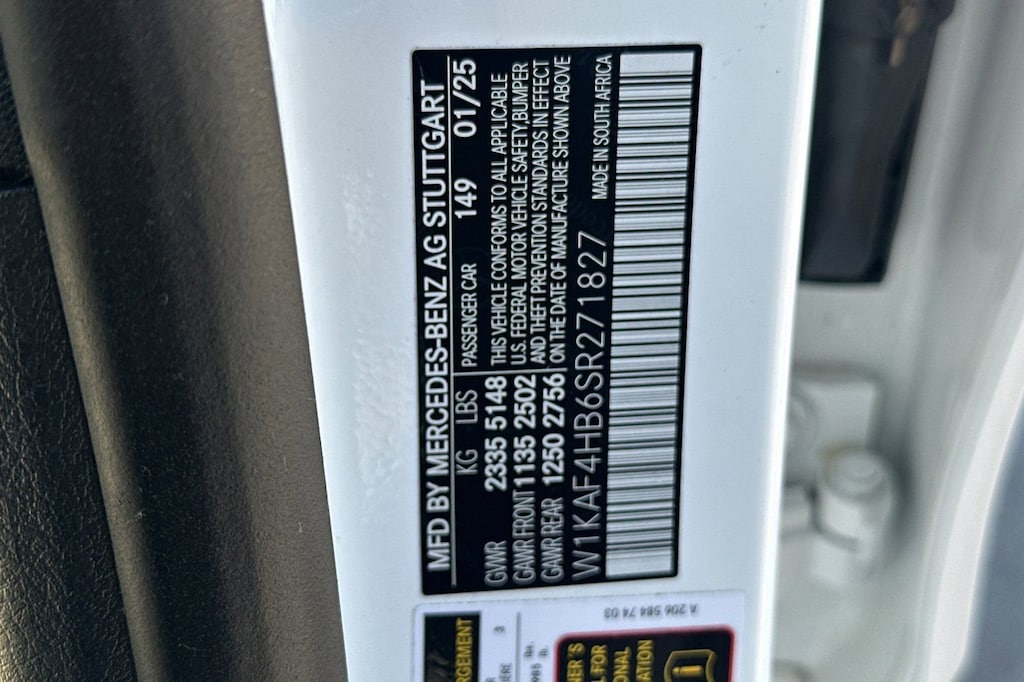 MFD BY MERCEDES-BENZ AG STUTTGART
KG LBS PASSENGER CAR 149 01/25
GVWR 2335 5148 THIS VEHICLE CONFORMS TO ALL APPLICABLE
GAWR FRONT 1135 2502 U.S. FEDERAL MOTOR VEHICLE SAFETY,BUMPER
AND THEFT PREVENTION STANDARDS IN EFFECT
GAWR REAR 1250 2756 ON THE DATE OF MANUFACTURE SHOWN ABOVE
W1KAF4HB6SR271827 MADE IN SOUTH AFRICA
3
X 206 584 74 03